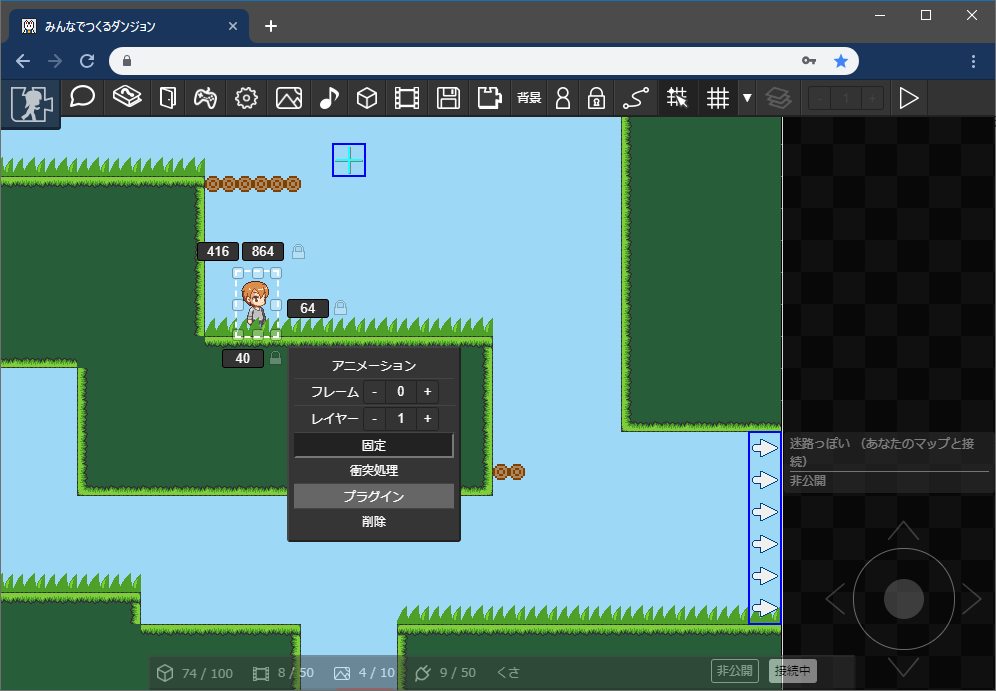 みんなでつくるダンジョン
背景
1
416 864
64
40
アニメーション
フレーム - 0 +
レイヤー - 1 +
固定
衝突処理
プラグイン
削除
迷路っぽい （あなたのマップと接
続）
非公開
74 / 100 8 / 50 4 / 10 9 / 50 くさ 非公開 接続中